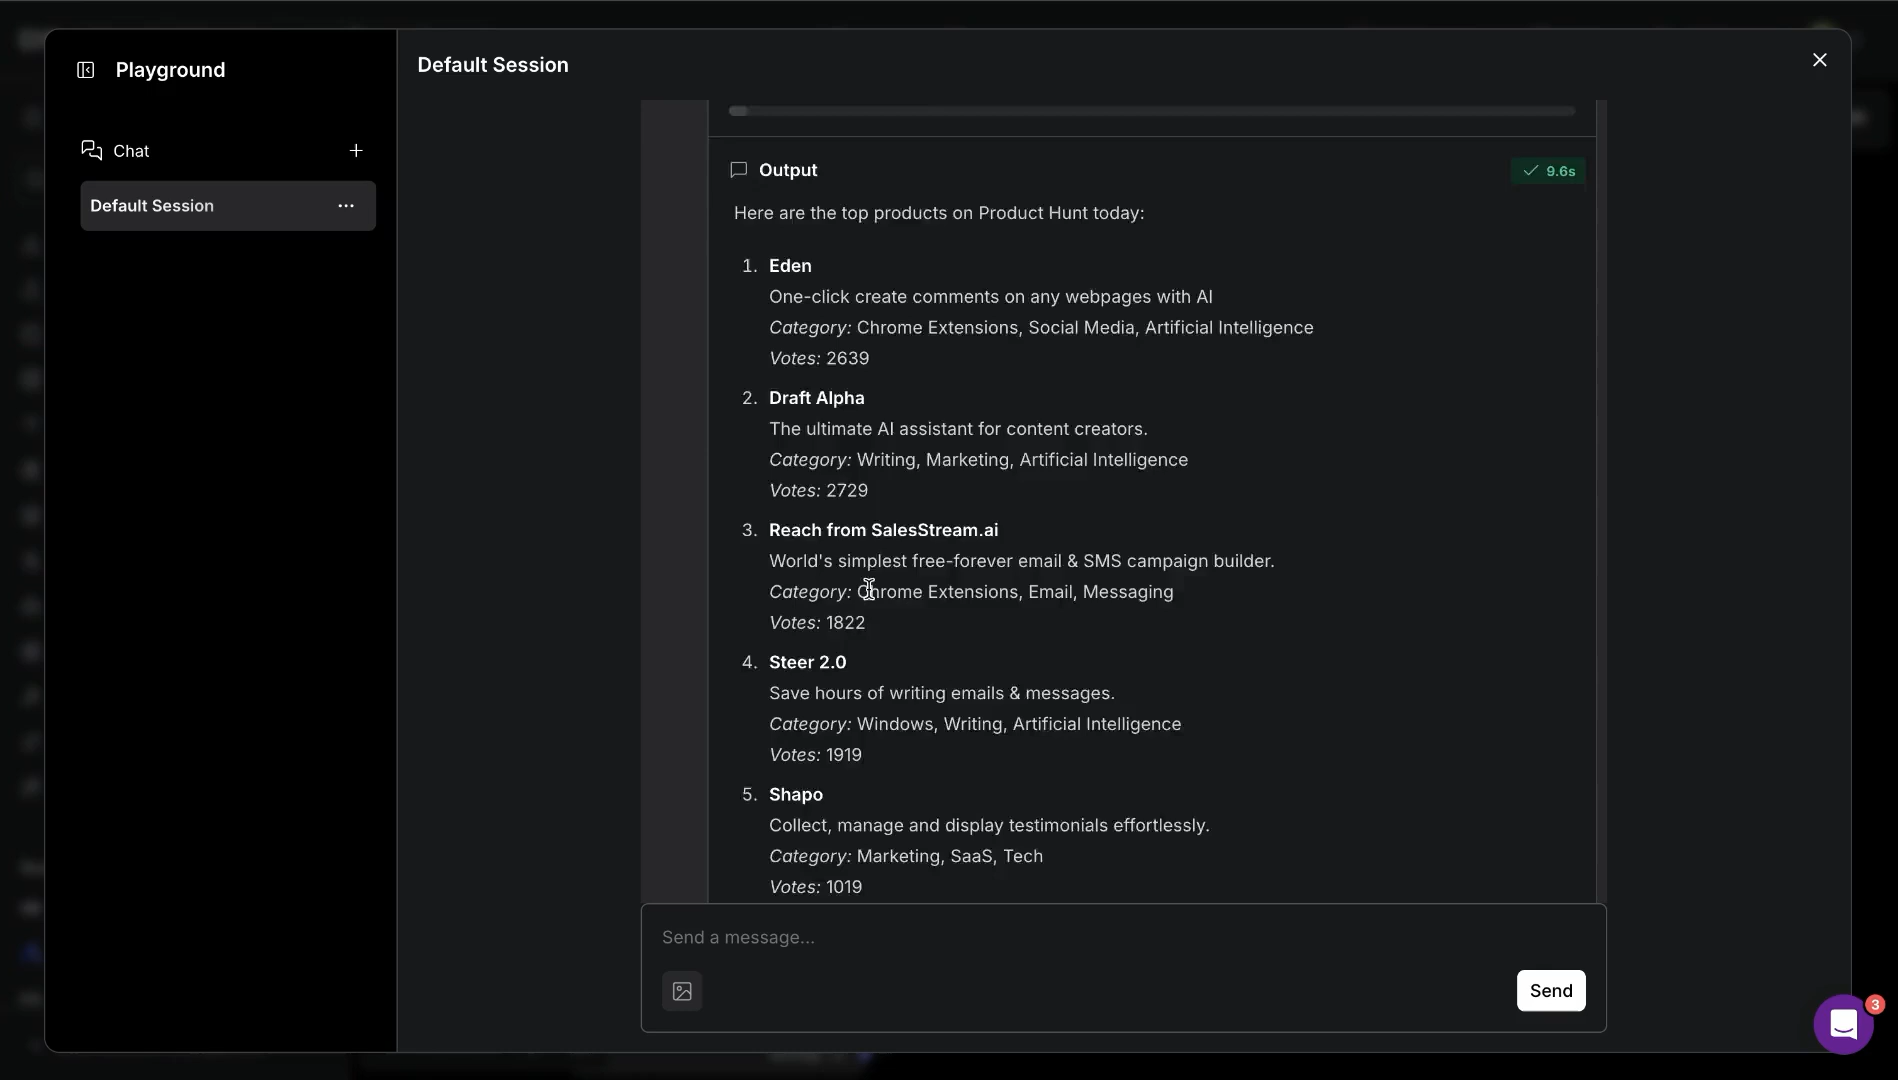 Playground
Chat
Default Session
Default Session
Output
9.6s
Here are the top products on Product Hunt today:
1. Eden
One-click create comments on any webpages with AI
Category: Chrome Extensions, Social Media, Artificial Intelligence
Votes: 2639
2. Draft Alpha
The ultimate AI assistant for content creators.
Category: Writing, Marketing, Artificial Intelligence
Votes: 2729
3. Reach from SalesStream.ai
World's simplest free-forever email & SMS campaign builder.
Category: Chrome Extensions, Email, Messaging
Votes: 1822
4. Steer 2.0
Save hours of writing emails & messages.
Category: Windows, Writing, Artificial Intelligence
Votes: 1919
5. Shapo
Collect, manage and display testimonials effortlessly.
Category: Marketing, SaaS, Tech
Votes: 1019
Send a message...
Send
3